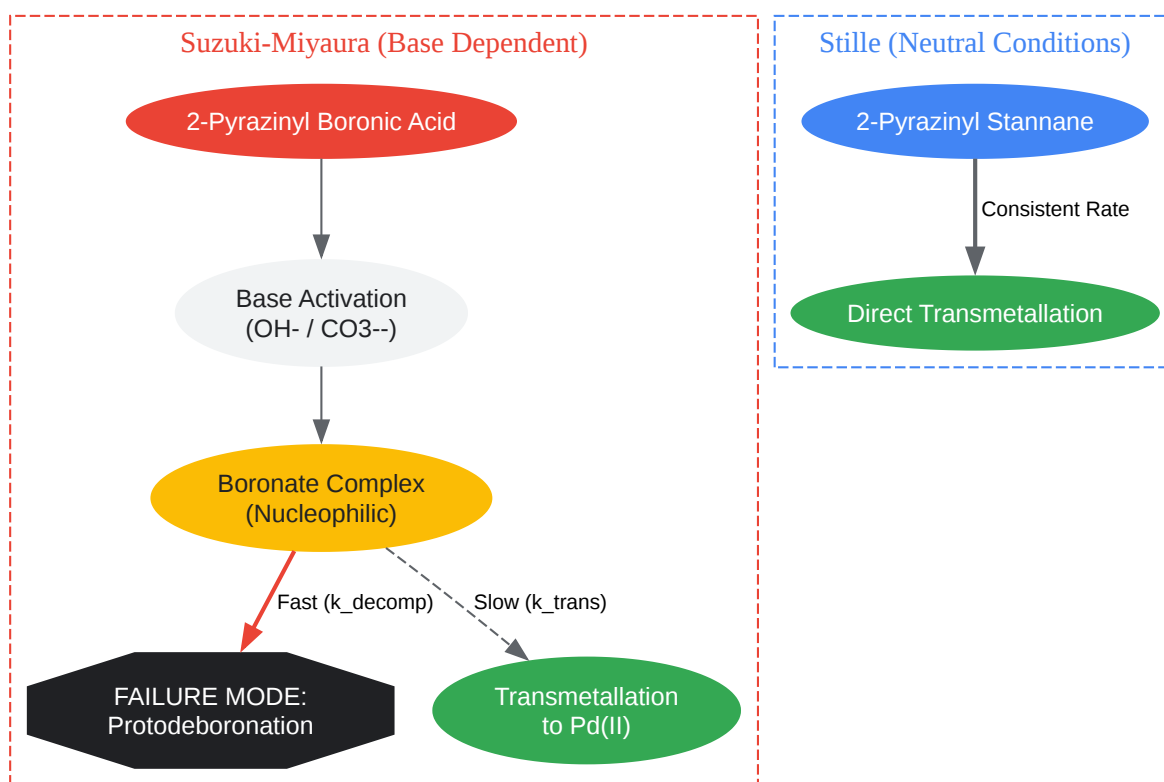 Suzuki-Miyaura (Base Dependent)
2-Pyrazinyl Boronic Acid
Base Activation
(OH- / CO3--)
Boronate Complex
(Nucleophilic)
Fast (k_decomp)
Slow (k_trans)
FAILURE MODE:
Protodeboronation
Transmetallation
to Pd(II)
Stille (Neutral Conditions)
2-Pyrazinyl Stannane
Consistent Rate
Direct Transmetallation